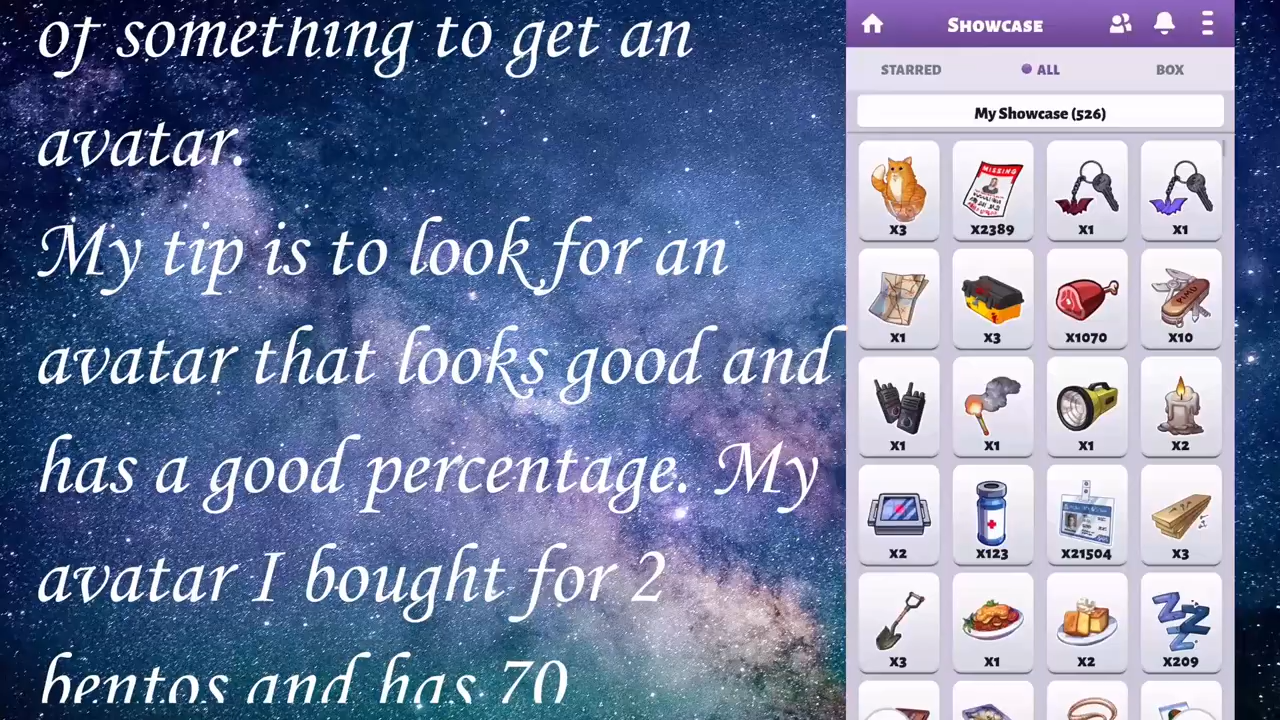 of something to get an
avatar.
My tip is to look for an
avatar that looks good and
has a good percentage. My
avatar I bought for 2
bentos and has 70
SHOWCASE
STARRED
ALL
BOX
My Showcase (526)
X3
MISSING
X2389
X1
X1
X1
X3
X1070
X10
X1
X1
X1
X2
X2
X123
X21504
X3
X3
X1
X2
X209